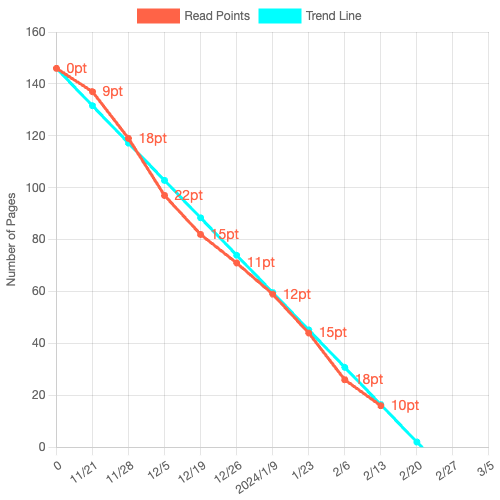 Read Points
Trend Line
Number of Pages
160
140
120
100
80
60
40
20
0
0pt
9pt
18pt
22pt
15pt
11pt
12pt
15pt
18pt
10pt
0
11/21
11/28
12/5
12/19
12/26
2024/1/9
1/23
2/6
2/13
2/20
2/27
3/5